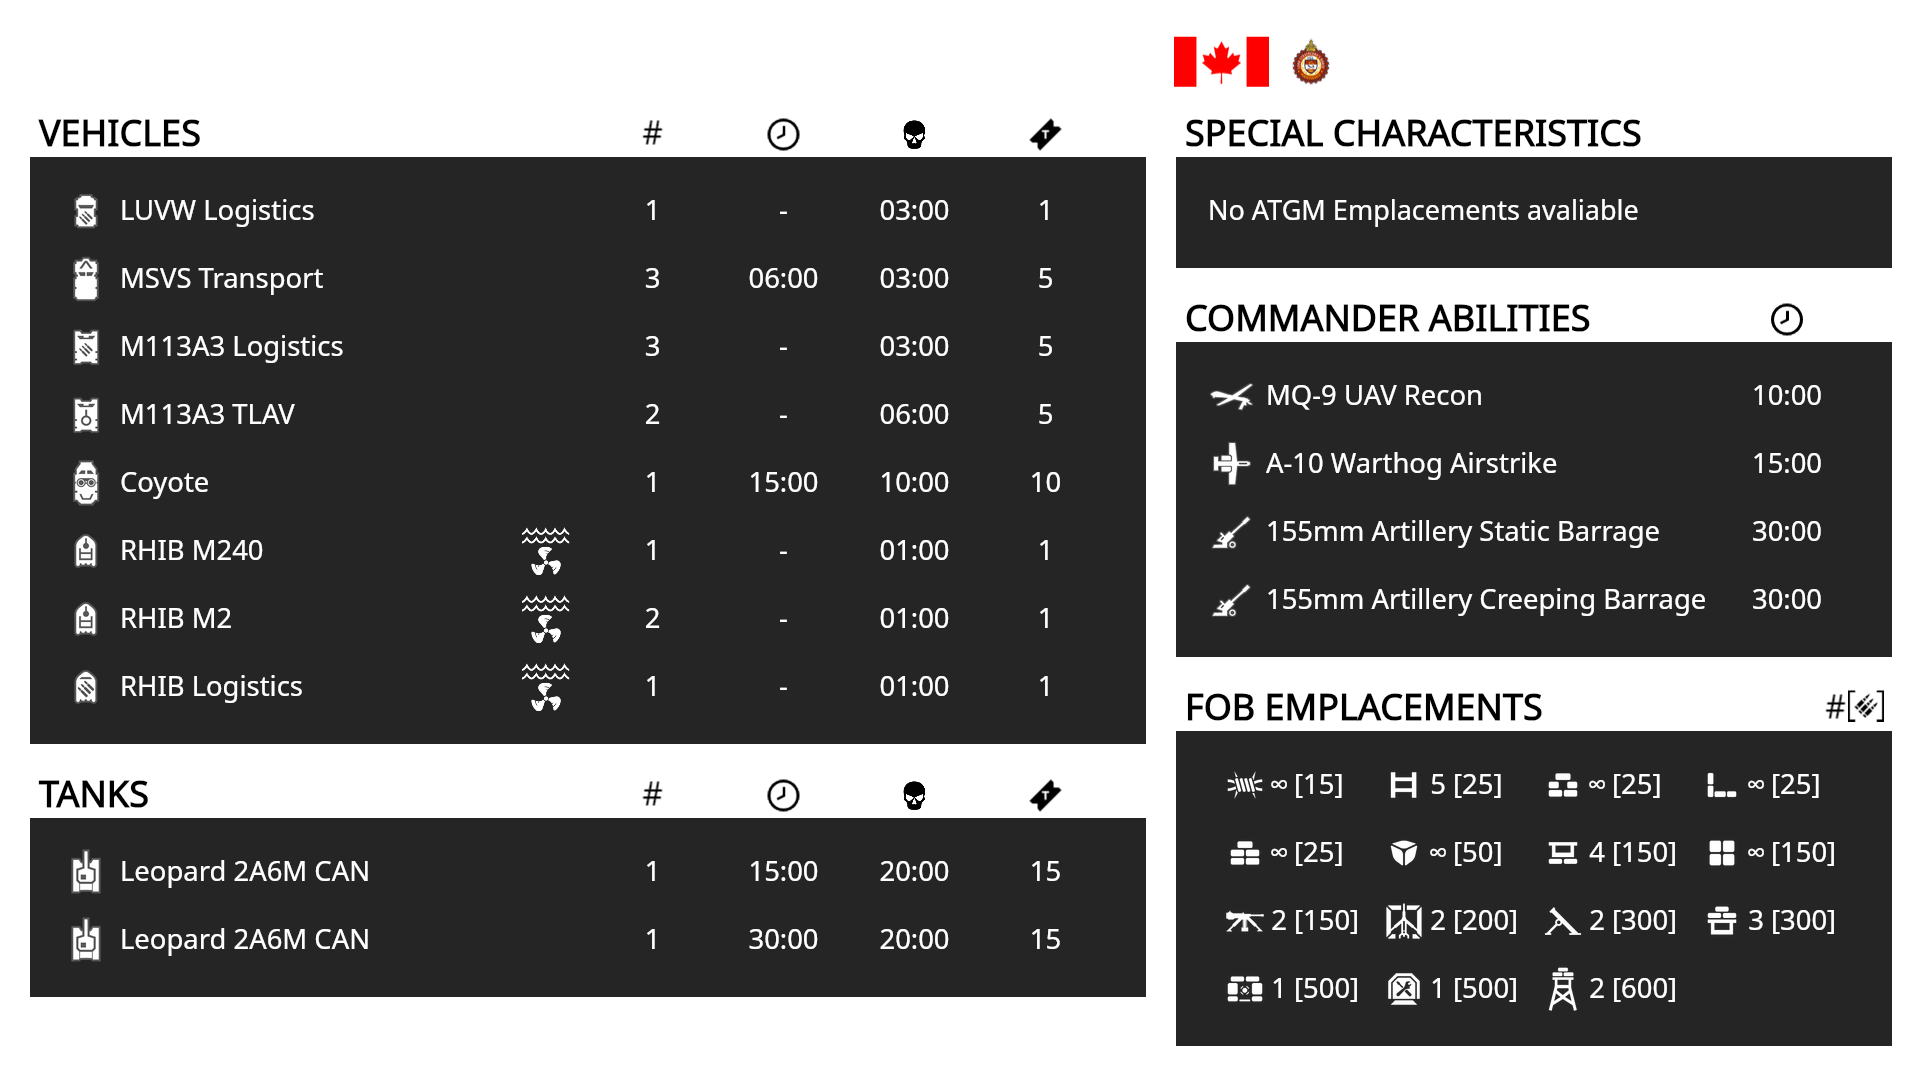 VEHICLES #
LUVW Logistics 1 - 03:00 1
MSVS Transport 3 06:00 03:00 5
M113A3 Logistics 3 - 03:00 5
M113A3 TLAV 2 - 06:00 5
Coyote 1 15:00 10:00 10
RHIB M240 1 - 01:00 1
RHIB M2 2 - 01:00 1
RHIB Logistics 1 - 01:00 1
TANKS #
Leopard 2A6M CAN 1 15:00 20:00 15
Leopard 2A6M CAN 1 30:00 20:00 15
SPECIAL CHARACTERISTICS
No ATGM Emplacements avaliable
COMMANDER ABILITIES
MQ-9 UAV Recon 10:00
A-10 Warthog Airstrike 15:00
155mm Artillery Static Barrage 30:00
155mm Artillery Creeping Barrage 30:00
FOB EMPLACEMENTS #[ ]
∞ [15] 5 [25] ∞ [25] ∞ [25]
∞ [25] ∞ [50] 4 [150] ∞ [150]
2 [150] 2 [200] 2 [300] 3 [300]
1 [500] 1 [500] 2 [600]